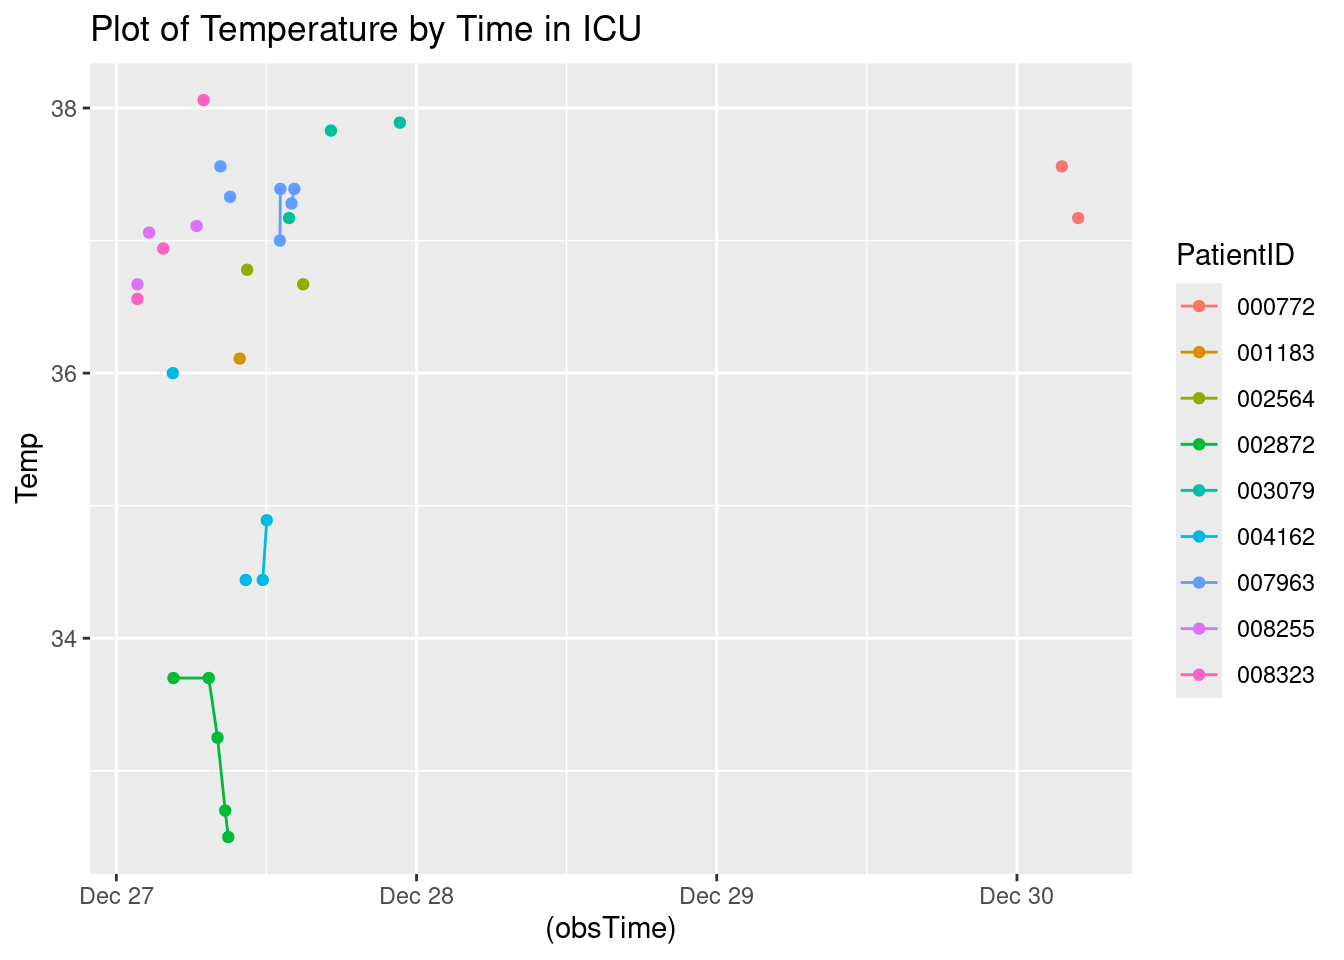 Plot of Temperature by Time in ICU
38
36
34
Temp
Dec 27
Dec 28
Dec 29
Dec 30
(obsTime)
PatientID
000772
001183
002564
002872
003079
004162
007963
008255
008323